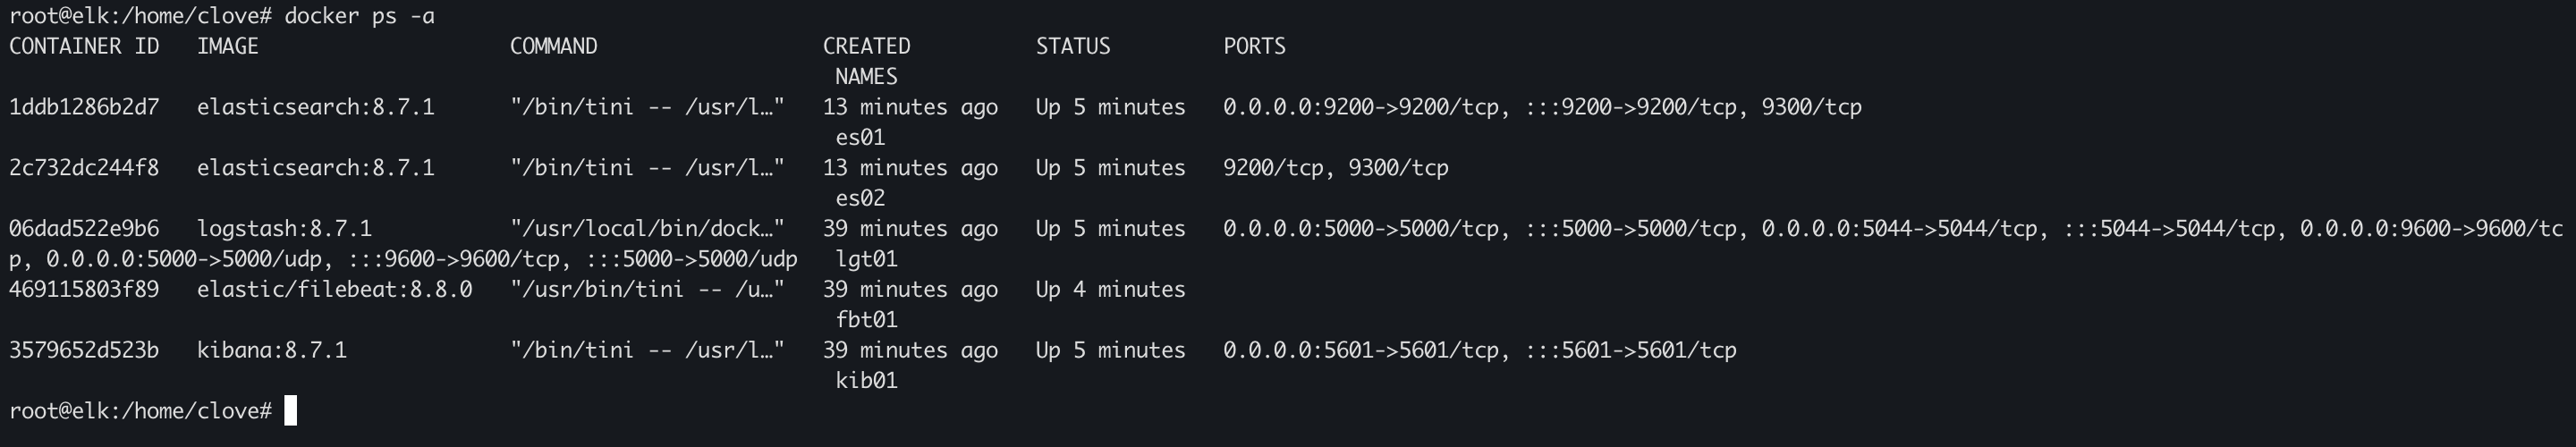 root@elk:/home/clove# docker ps -a
CONTAINER ID   IMAGE                    COMMAND                  CREATED          STATUS         PORTS
                                                                  NAMES
1ddb1286b2d7   elasticsearch:8.7.1      "/bin/tini -- /usr/l…"   13 minutes ago   Up 5 minutes   0.0.0.0:9200->9200/tcp, :::9200->9200/tcp, 9300/tcp
                                                                  es01
2c732dc244f8   elasticsearch:8.7.1      "/bin/tini -- /usr/l…"   13 minutes ago   Up 5 minutes   9200/tcp, 9300/tcp
                                                                  es02
06dad522e9b6   logstash:8.7.1           "/usr/local/bin/dock…"   39 minutes ago   Up 5 minutes   0.0.0.0:5000->5000/tcp, :::5000->5000/tcp, 0.0.0.0:5044->5044/tcp, :::5044->5044/tcp, 0.0.0.0:9600->9600/tc
p, 0.0.0.0:5000->5000/udp, :::9600->9600/tcp, :::5000->5000/udp   lgt01
469115803f89   elastic/filebeat:8.8.0   "/usr/bin/tini -- /u…"   39 minutes ago   Up 4 minutes
                                                                  fbt01
3579652d523b   kibana:8.7.1             "/bin/tini -- /usr/l…"   39 minutes ago   Up 5 minutes   0.0.0.0:5601->5601/tcp, :::5601->5601/tcp
                                                                  kib01
root@elk:/home/clove#